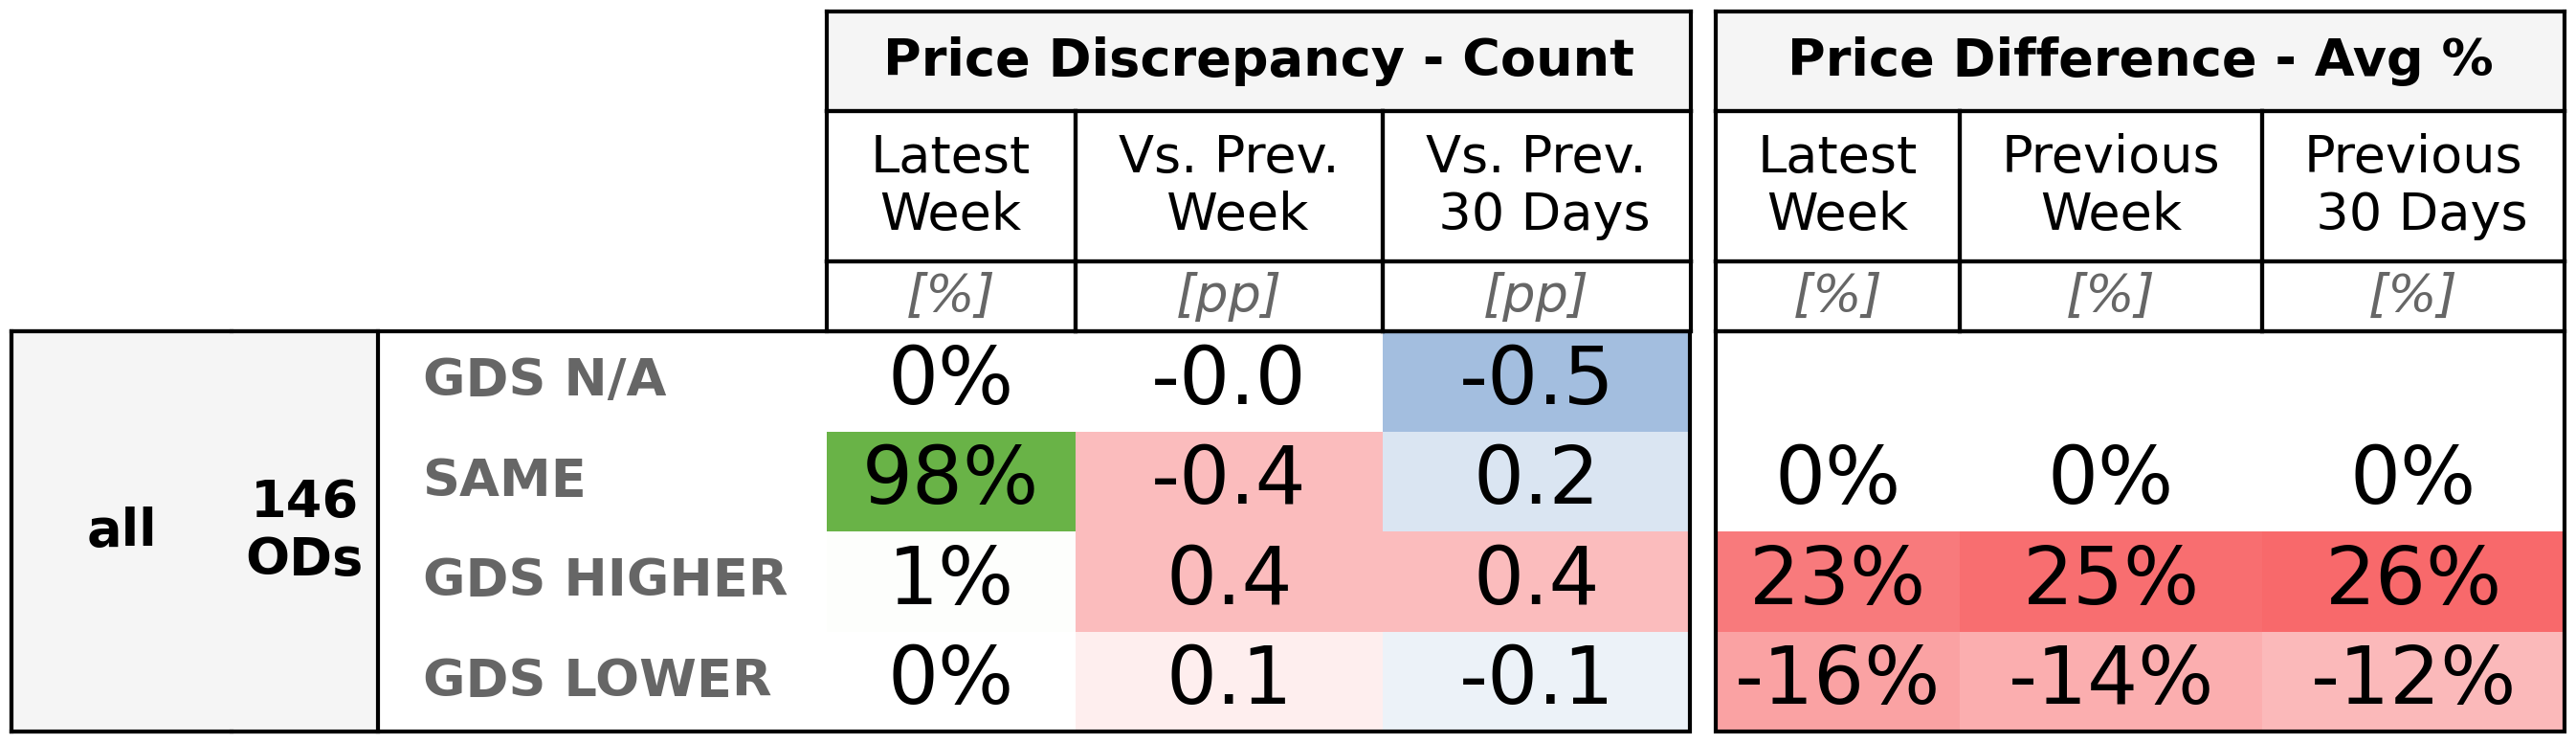 Price Discrepancy - Count Price Difference - Avg %
Latest Week Vs. Prev. Week Vs. Prev. 30 Days Latest Week Previous Week Previous 30 Days
[%] [pp] [pp] [%] [%] [%]
all 146 ODs
GDS N/A 0% -0.0 -0.5
SAME 98% -0.4 0.2 0% 0% 0%
GDS HIGHER 1% 0.4 0.4 23% 25% 26%
GDS LOWER 0% 0.1 -0.1 -16% -14% -12%